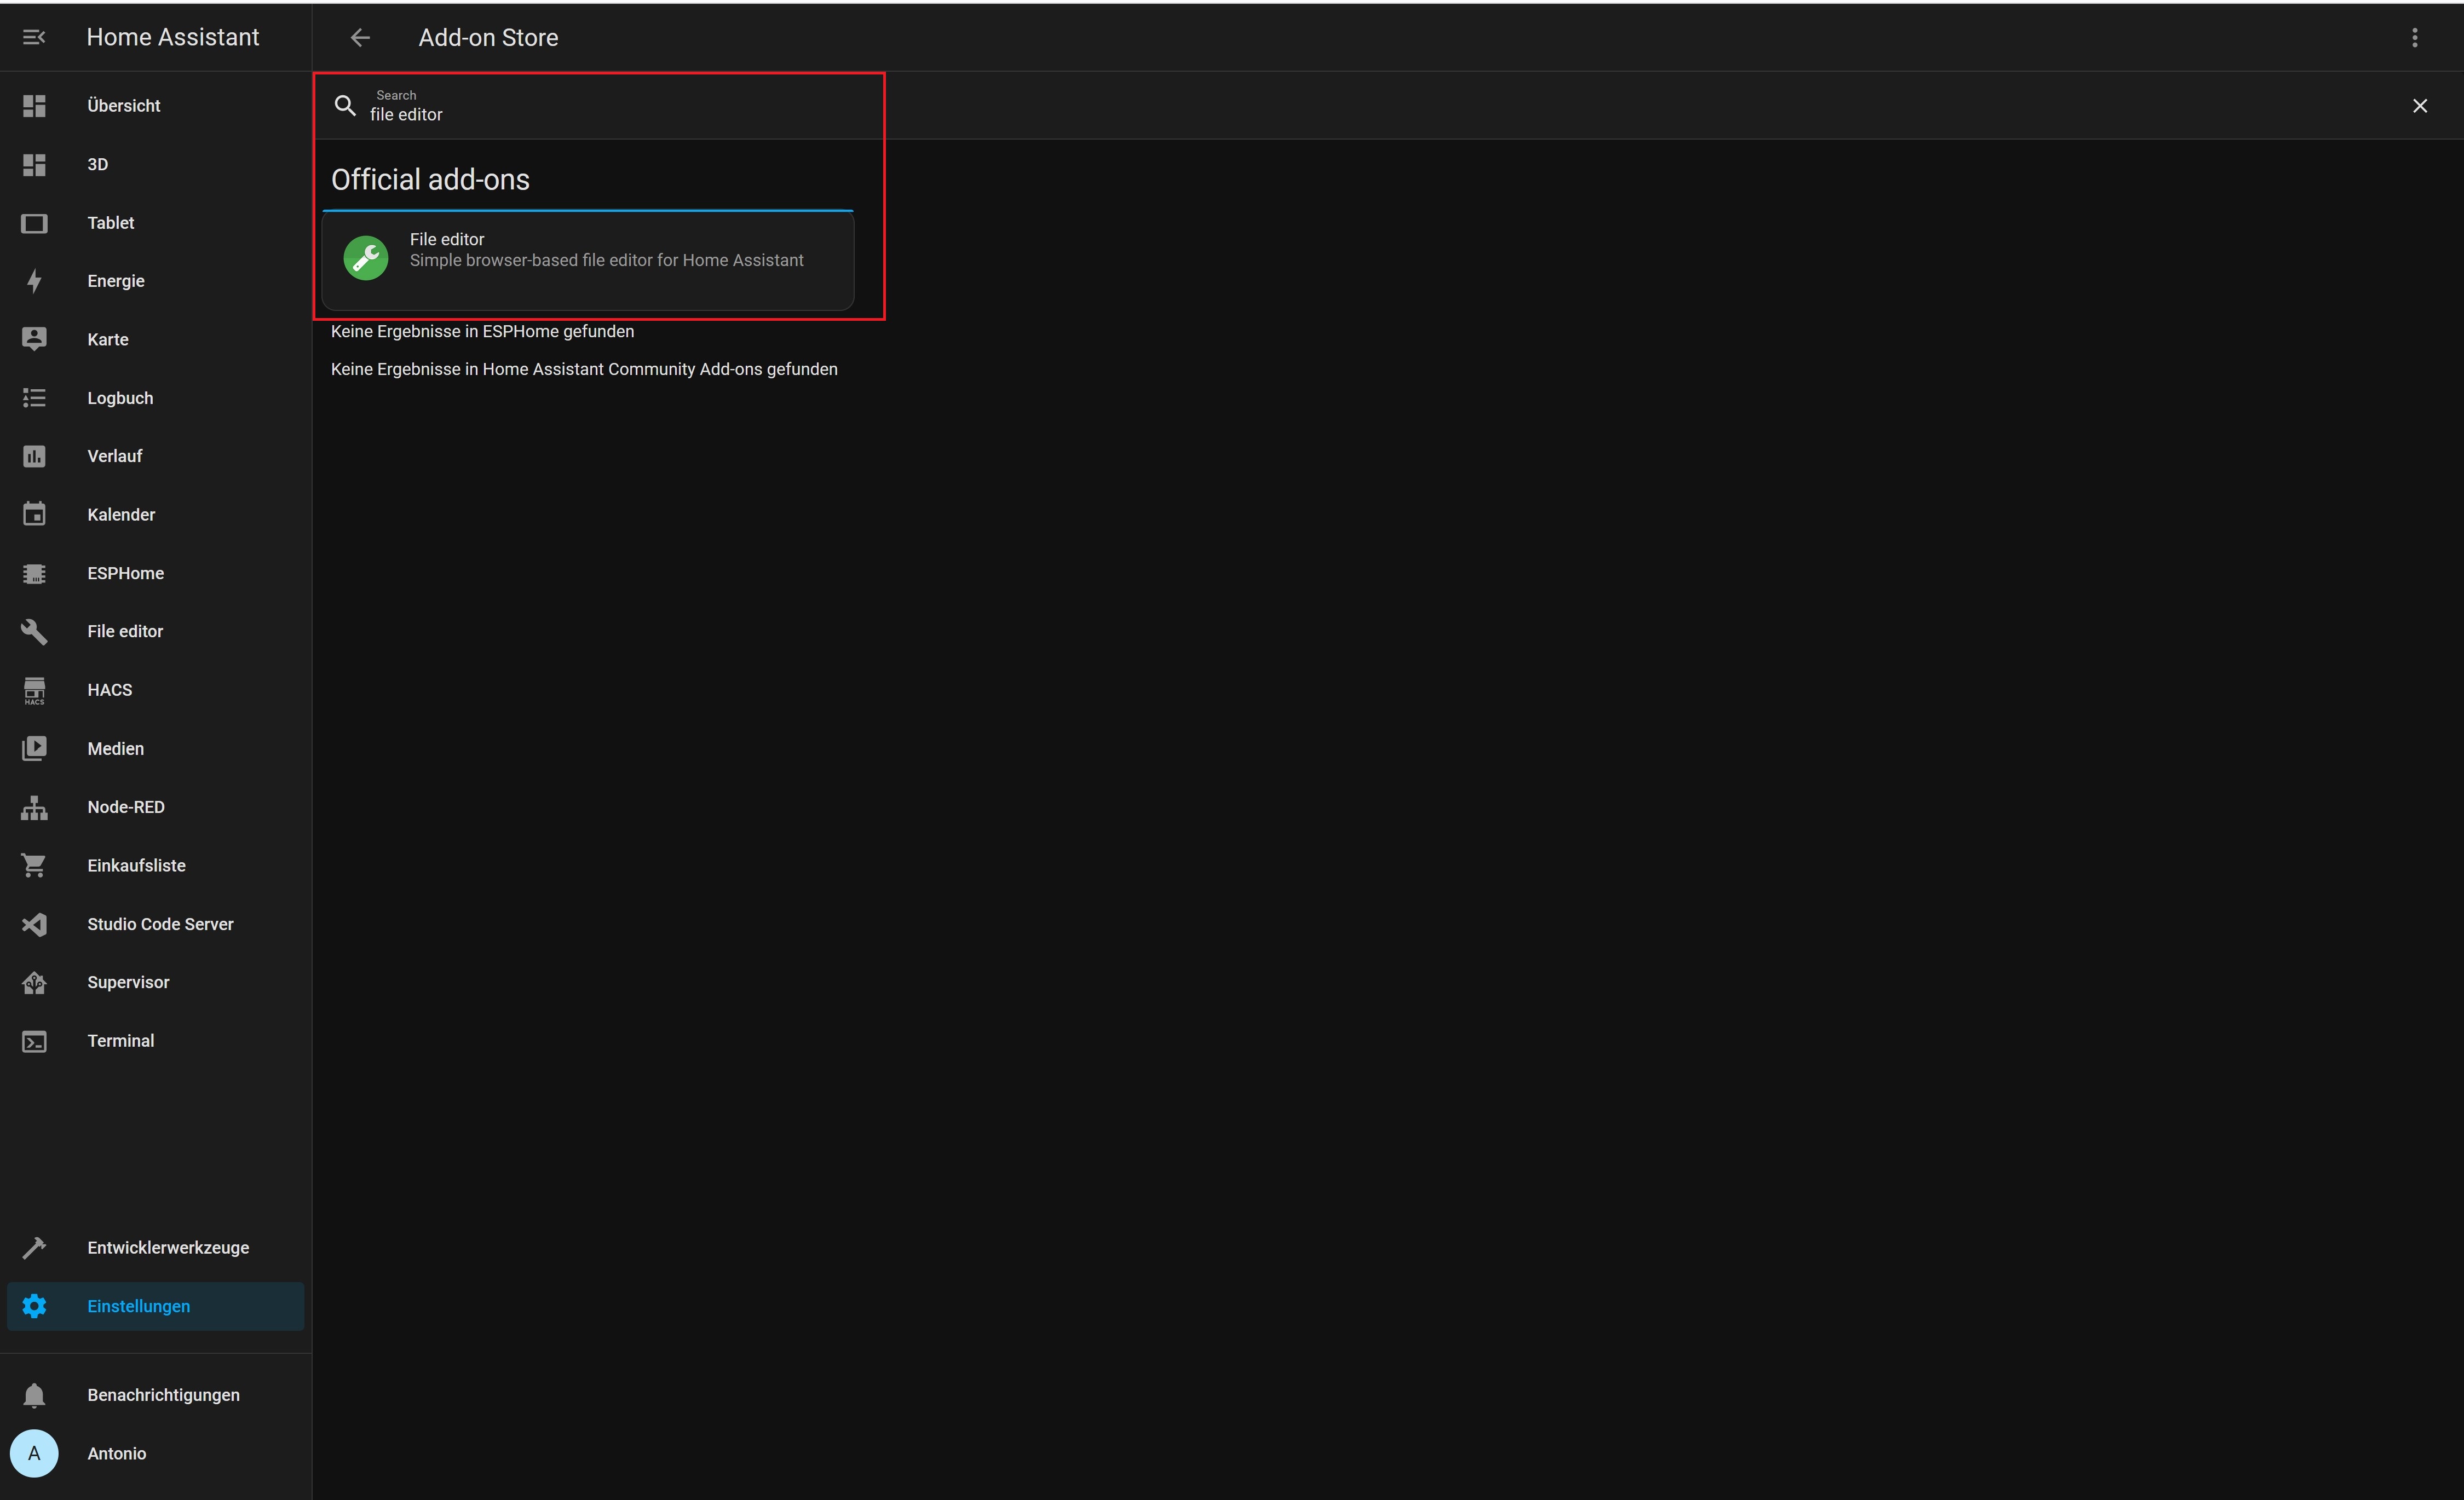 Home Assistant
Add-on Store
Übersicht
3D
Tablet
Energie
Karte
Logbuch
Verlauf
Kalender
ESPHome
File editor
HACS
HACS
Medien
Node-RED
Einkaufsliste
Studio Code Server
Supervisor
Terminal
Entwicklerwerkzeuge
Einstellungen
Benachrichtigungen
A
Antonio
Search
file editor
Official add-ons
File editor
Simple browser-based file editor for Home Assistant
Keine Ergebnisse in ESPHome gefunden
Keine Ergebnisse in Home Assistant Community Add-ons gefunden